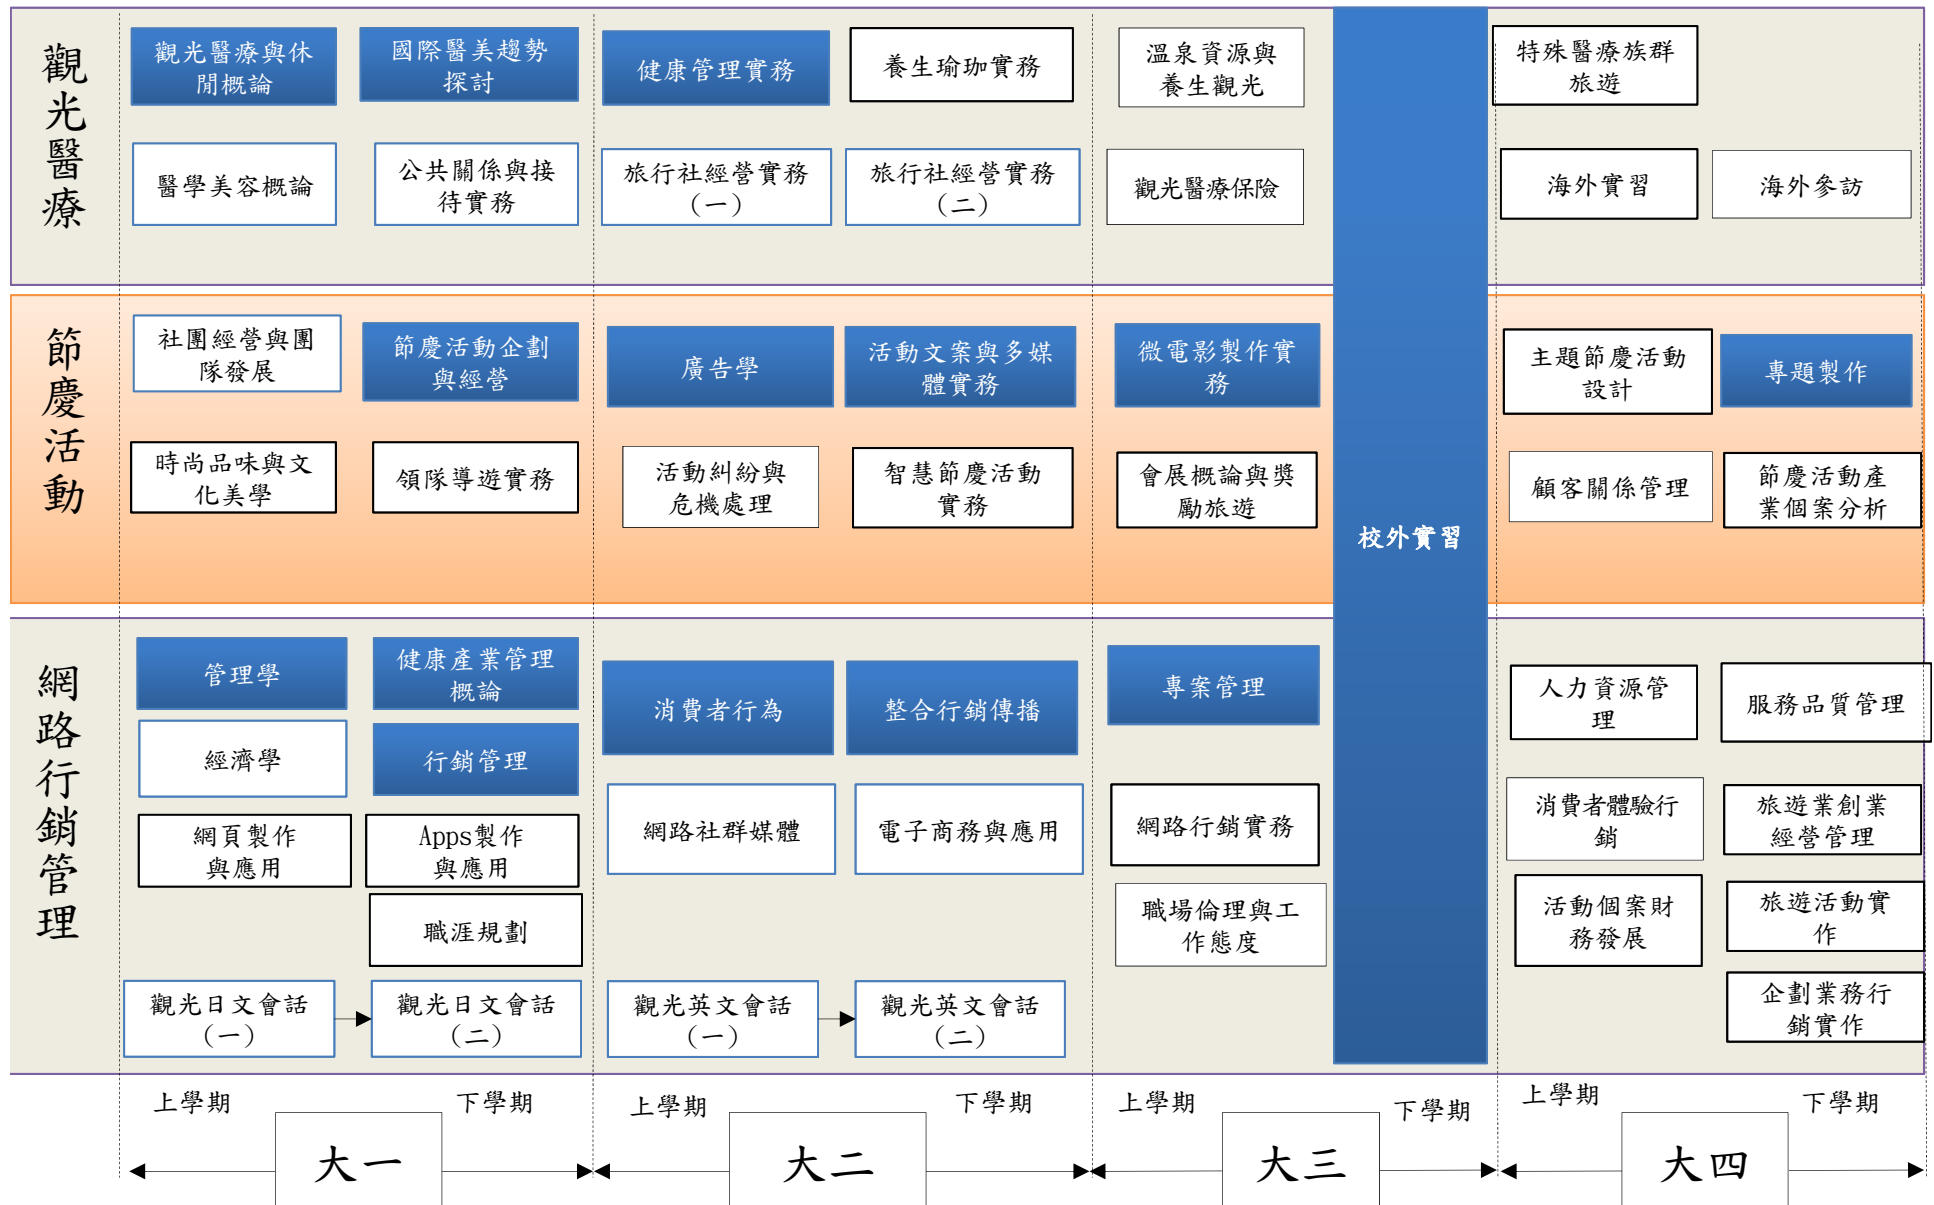 觀光醫療
觀光醫療與休
閒概論
國際醫美趨勢
探討
健康管理實務
養生瑜珈實務
溫泉資源與
養生觀光
特殊醫療族群
旅遊
醫學美容概論
公共關係與接
待實務
旅行社經營實務
(一)
旅行社經營實務
(二)
觀光醫療保險
海外實習
海外參訪
節慶活動
社團經營與團
隊發展
節慶活動企劃
與經營
廣告學
活動文案與多媒
體實務
微電影製作實
務
主題節慶活動
設計
專題製作
時尚品味與文
化美學
領隊導遊實務
活動糾紛與
危機處理
智慧節慶活動
實務
會展概論與獎
勵旅遊
顧客關係管理
節慶活動產
業個案分析
校外實習
網路行銷管理
管理學
健康產業管理
概論
消費者行為
整合行銷傳播
專案管理
人力資源管
理
服務品質管理
經濟學
行銷管理
網頁製作
與應用
Apps製作
與應用
網路社群媒體
電子商務與應用
網路行銷實務
消費者體驗行
銷
旅遊業創業
經營管理
職涯規劃
職場倫理與工
作態度
活動個案財
務發展
旅遊活動實
作
觀光日文會話
(一)
觀光日文會話
(二)
觀光英文會話
(一)
觀光英文會話
(二)
企劃業務行
銷實作
上學期
下學期
上學期
下學期
上學期
下學期
上學期
下學期
大一
大二
大三
大四